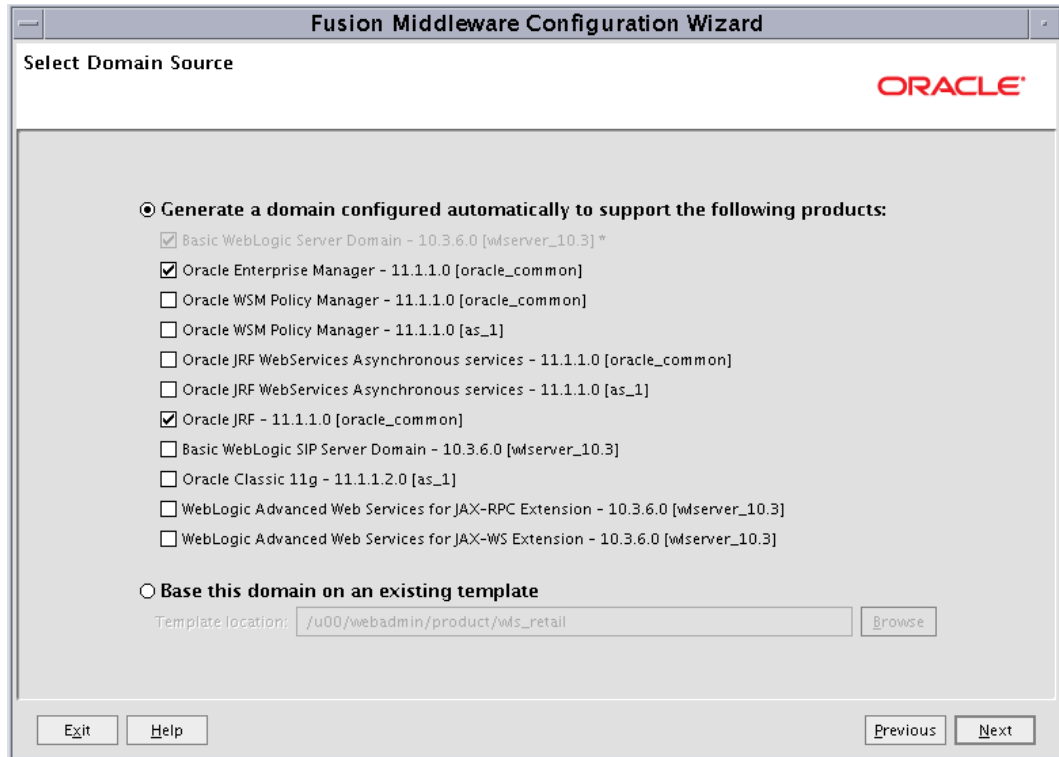 Fusion Middleware Configuration Wizard
Select Domain Source
ORACLE
Generate a domain configured automatically to support the following products:
Basic WebLogic Server Domain - 10.3.6.0 [wlserver_10.3] *
Oracle Enterprise Manager - 11.1.1.0 [oracle_common]
Oracle WSM Policy Manager - 11.1.1.0 [oracle_common]
Oracle WSM Policy Manager - 11.1.1.0 [as_1]
Oracle JRF WebServices Asynchronous services - 11.1.1.0 [oracle_common]
Oracle JRF WebServices Asynchronous services - 11.1.1.0 [as_1]
Oracle JRF - 11.1.1.0 [oracle_common]
Basic WebLogic SIP Server Domain - 10.3.6.0 [wlserver_10.3]
Oracle Classic 11g - 11.1.1.2.0 [as_1]
WebLogic Advanced Web Services for JAX-RPC Extension - 10.3.6.0 [wlserver_10.3]
WebLogic Advanced Web Services for JAX-WS Extension - 10.3.6.0 [wlserver_10.3]
Base this domain on an existing template
Template location: /u00/webadmin/product/wls_retail Browse
Exit Help Previous Next